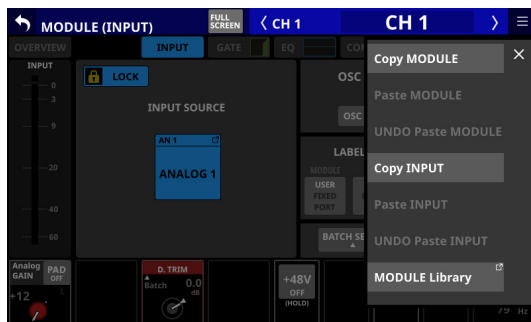 MODULE (INPUT)
FULL
SCREEN
CH 1
CH 1
OVERVIEW
INPUT
GATE
EQ
INPUT
0
3
9
20
40
60
LOCK
INPUT SOURCE
AN 1
ANALOG 1
OSC
OSC
LABEL
MODULE
USER
FIXED
PORT
BATCH SE
Copy MODULE
Paste MODULE
UNDO Paste MODULE
Copy INPUT
Paste INPUT
UNDO Paste INPUT
MODULE Library
Analog
GAIN
PAD
OFF
+12
L
D. TRIM
Batch
0.0
dB
+48V
OFF
(HOLD)
79 Hz